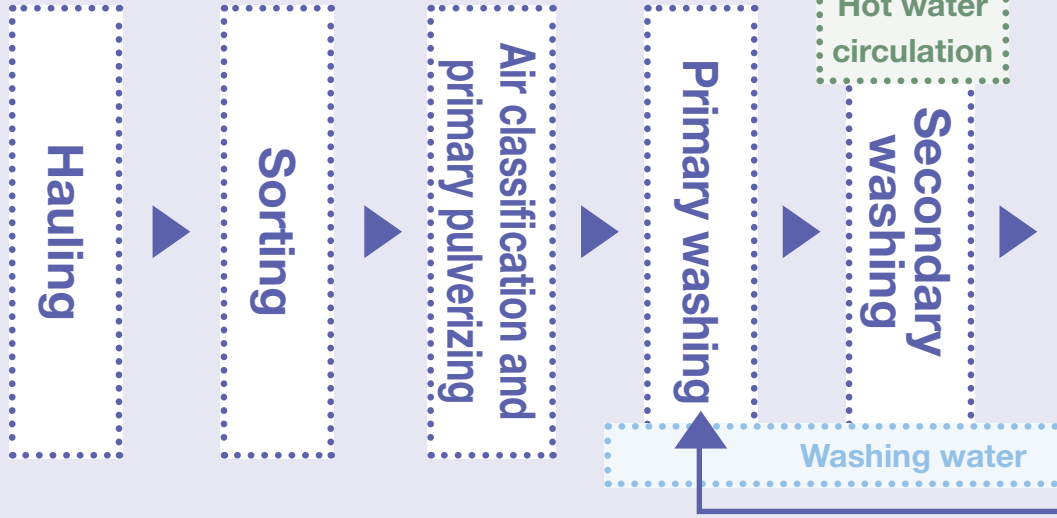 Hauling
Sorting
Air classification and
primary pulverizing
Primary washing
Hot water
circulation
Secondary
washing
Washing water